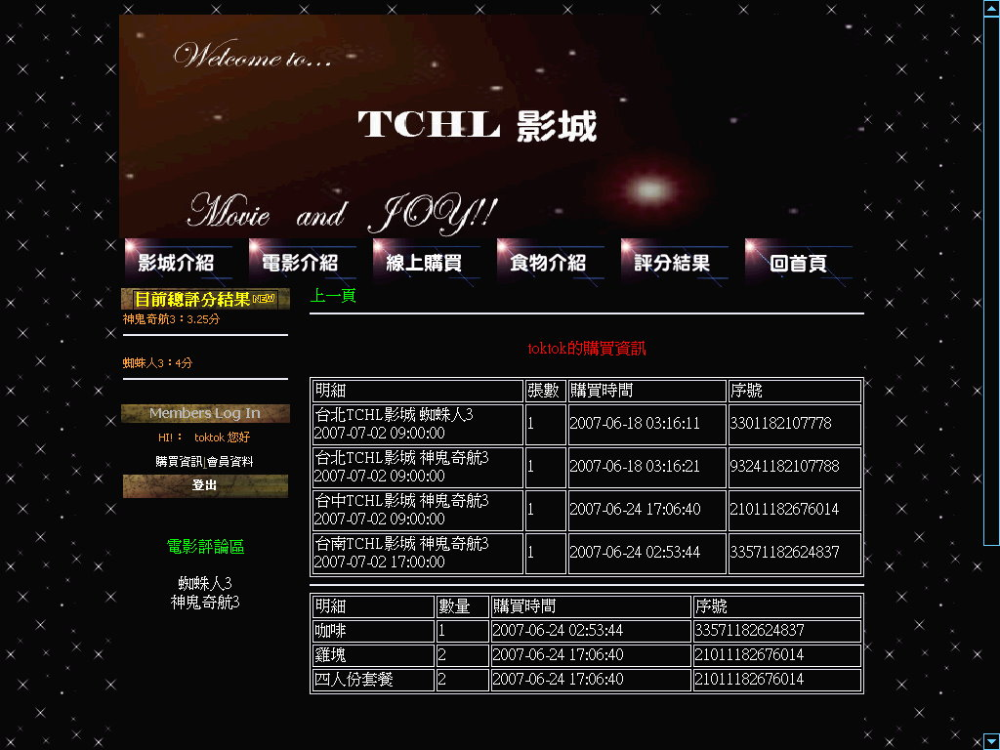 Welcome to...
TCHL 影城
Movie and JOY!!
影城介紹 電影介紹 線上購買 食物介紹 評分結果 回首頁
目前總評分結果 NEW
神鬼奇航3：3.25分
蜘蛛人3：4分
Members Log In
HI!： toktok 您好
購買資訊|會員資料
登出
電影評論區
蜘蛛人3
神鬼奇航3
上一頁
toktok的購買資訊
明細 張數 購買時間 序號
台北TCHL影城 蜘蛛人3
2007-07-02 09:00:00 1 2007-06-18 03:16:11 3301182107778
台北TCHL影城 神鬼奇航3
2007-07-02 09:00:00 1 2007-06-18 03:16:21 93241182107788
台中TCHL影城 神鬼奇航3
2007-07-02 09:00:00 1 2007-06-24 17:06:40 21011182676014
台南TCHL影城 神鬼奇航3
2007-07-02 17:00:00 1 2007-06-24 02:53:44 33571182624837
明細 數量 購買時間 序號
咖啡 1 2007-06-24 02:53:44 33571182624837
雞塊 2 2007-06-24 17:06:40 21011182676014
四人份套餐 2 2007-06-24 17:06:40 21011182676014